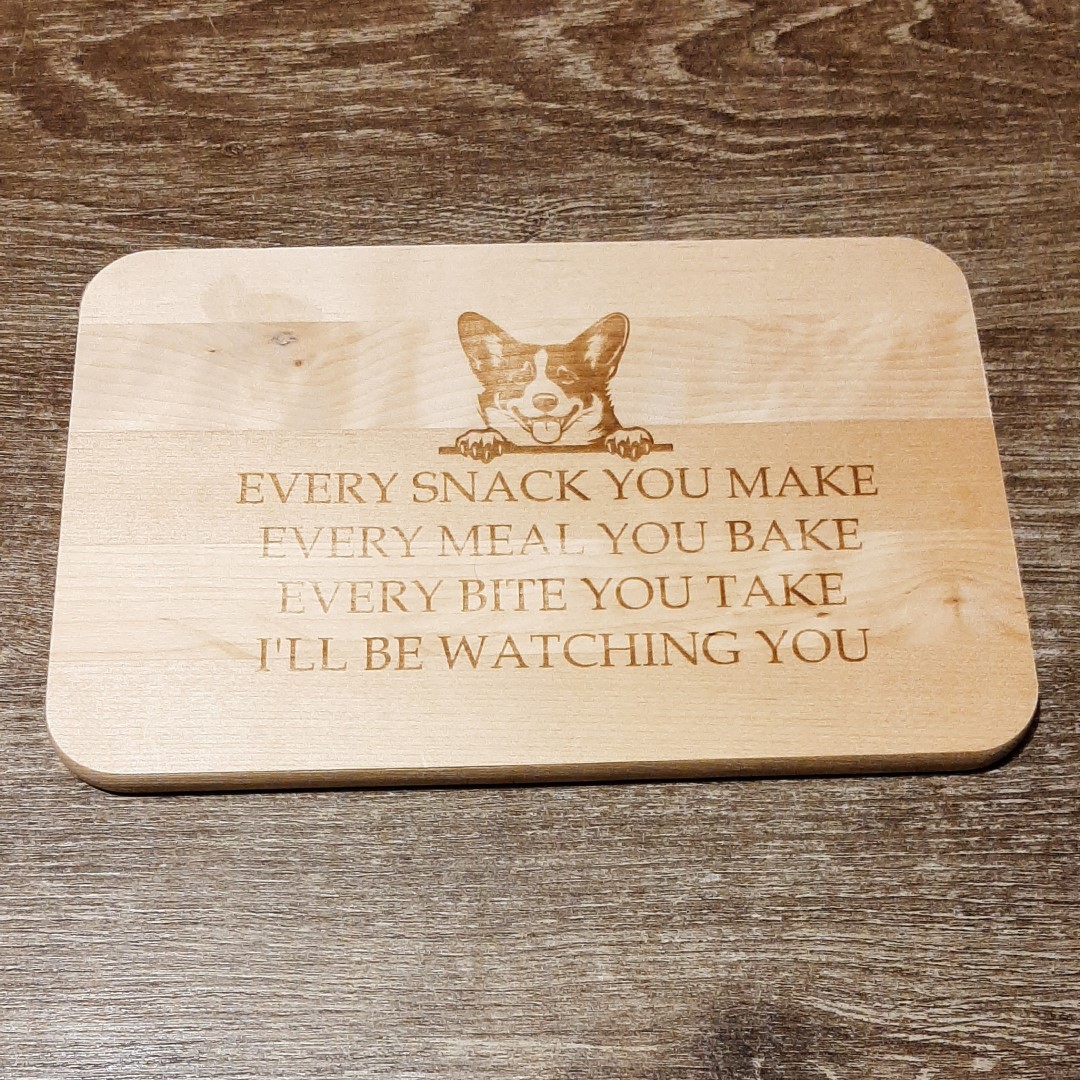 EVERY SNACK YOU MAKE
EVERY MEAL YOU BAKE
EVERY BITE YOU TAKE
I'LL BE WATCHING YOU